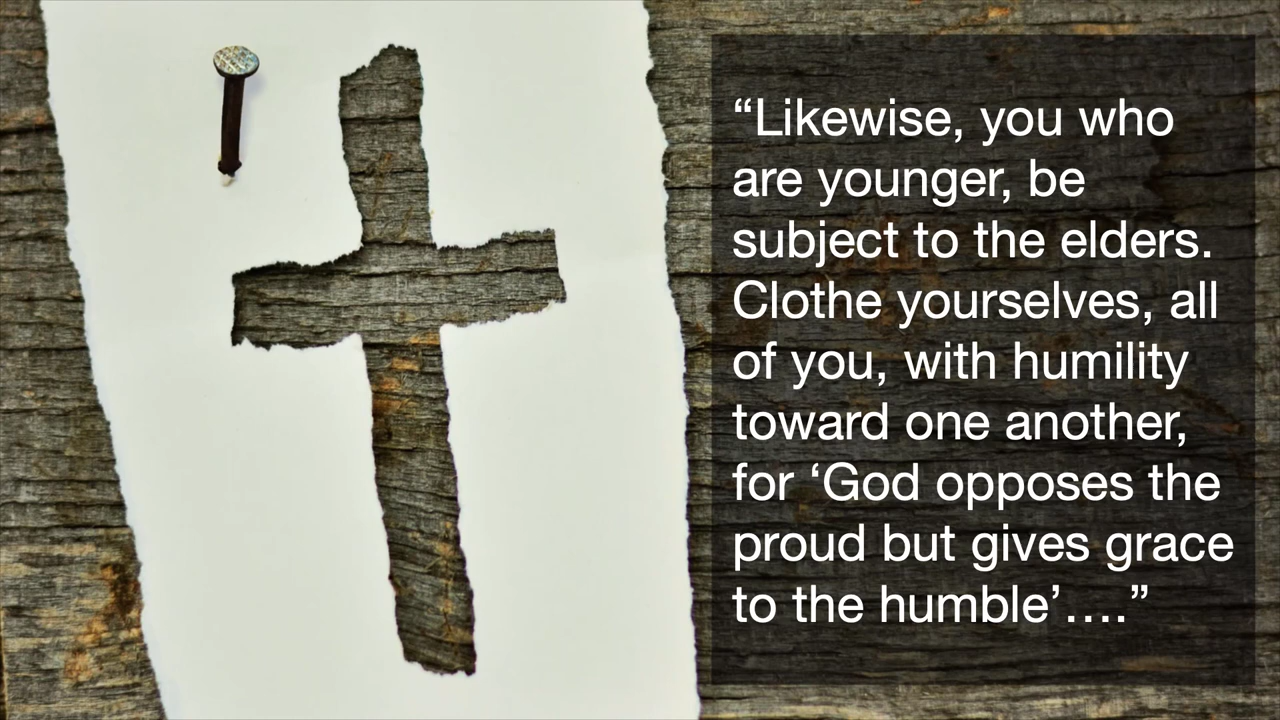 “Likewise, you who
are younger, be
subject to the elders.
Clothe yourselves, all
of you, with humility
toward one another,
for ‘God opposes the
proud but gives grace
to the humble’….”